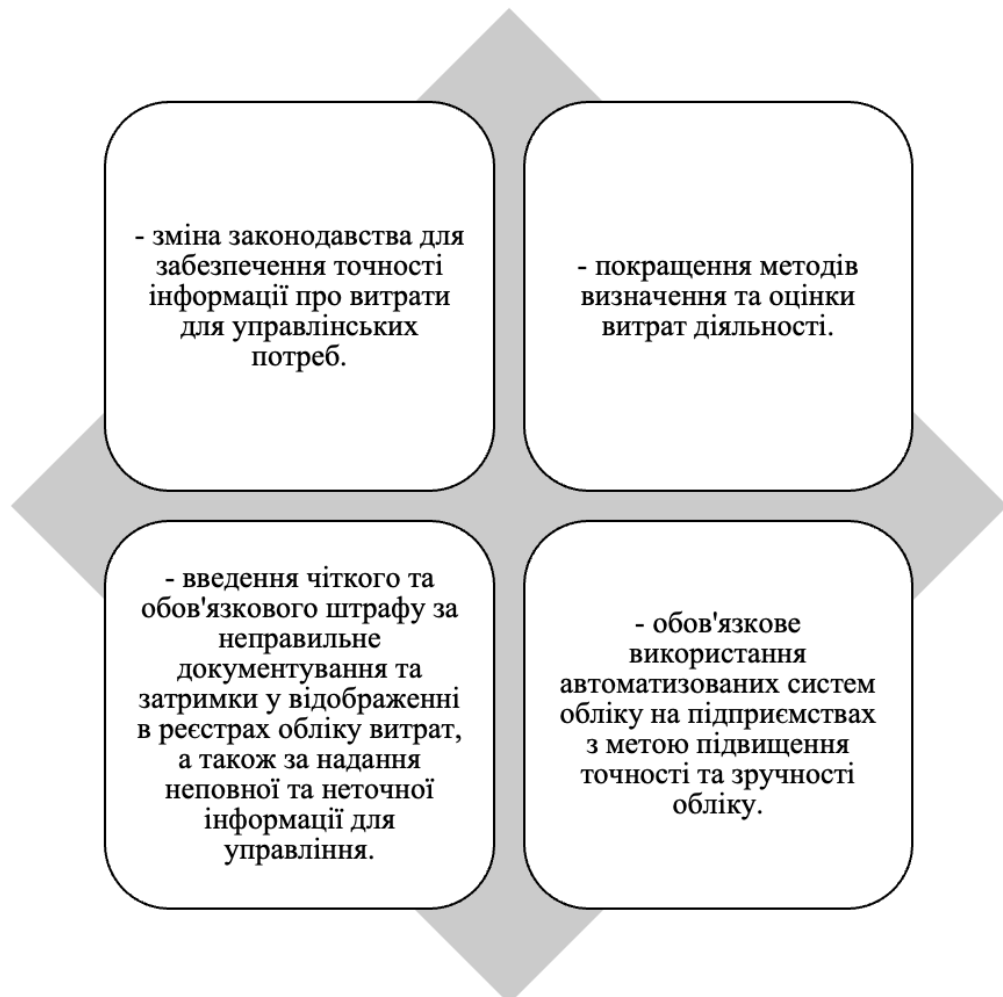 - зміна законодавства для
забезпечення точності
інформації про витрати
для управлінських
потреб.
- покращення методів
визначення та оцінки
витрат діяльності.
- введення чіткого та
обов'язкового штрафу за
неправильне
документування та
затримки у відображенні
в реєстрах обліку витрат,
а також за надання
неповної та неточної
інформації для
управління.
- обов'язкове
використання
автоматизованих систем
обліку на підприємствах
з метою підвищення
точності та зручності
обліку.